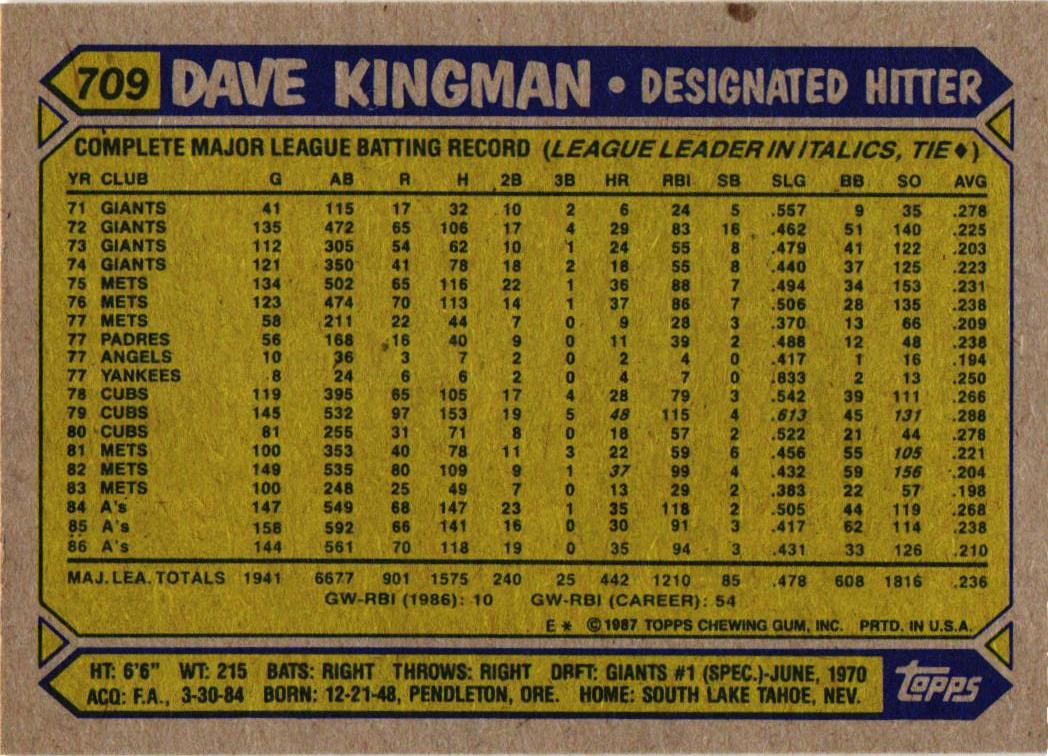 709 DAVE KINGMAN • DESIGNATED HITTER
COMPLETE MAJOR LEAGUE BATTING RECORD (LEAGUE LEADER IN ITALICS, TIE ♦)
YR CLUB G AB R H 2B 3B HR RBI SB SLG BB SO AVG
71 GIANTS 41 115 17 32 10 2 6 24 5 .557 9 35 .278
72 GIANTS 135 472 65 106 17 4 29 83 16 .462 51 140 .225
73 GIANTS 112 305 54 62 10 1 24 55 8 .479 41 122 .203
74 GIANTS 121 350 41 78 18 2 18 55 8 .440 37 125 .223
75 METS 134 502 65 116 22 1 36 88 7 .494 34 153 .231
76 METS 123 474 70 113 14 1 37 86 7 .506 28 135 .238
77 METS 58 211 22 44 7 0 9 28 3 .370 13 66 .209
77 PADRES 56 168 16 40 9 0 11 39 2 .488 12 48 .238
77 ANGELS 10 36 3 7 2 0 2 4 0 .417 1 16 .194
77 YANKEES 8 24 6 6 2 0 4 7 0 .833 2 13 .250
78 CUBS 119 395 65 105 17 4 28 79 3 .542 39 111 .266
79 CUBS 145 532 97 153 19 5 48 115 4 .613 45 131 .288
80 CUBS 81 255 31 71 8 0 18 57 2 .522 21 44 .278
81 METS 100 353 40 78 11 3 22 59 6 .456 55 105 .221
82 METS 149 535 80 109 9 1 37 99 4 .432 59 156 .204
83 METS 100 248 25 49 7 0 13 29 2 .383 22 57 .198
84 A's 147 549 68 147 23 1 35 118 2 .505 44 119 .268
85 A's 158 592 66 141 16 0 30 91 3 .417 62 114 .238
86 A's 144 561 70 118 19 0 35 94 3 .431 33 126 .210
MAJ. LEA. TOTALS 1941 6677 901 1575 240 25 442 1210 85 .478 608 1816 .236
GW-RBI (1986): 10 GW-RBI (CAREER): 54
E * ©1987 TOPPS CHEWING GUM, INC. PRTD. IN U.S.A.
HT: 6'6" WT: 215 BATS: RIGHT THROWS: RIGHT DRFT: GIANTS #1 (SPEC.)-JUNE, 1970
ACQ: F.A., 3-30-84 BORN: 12-21-48, PENDLETON, ORE. HOME: SOUTH LAKE TAHOE, NEV.
topps